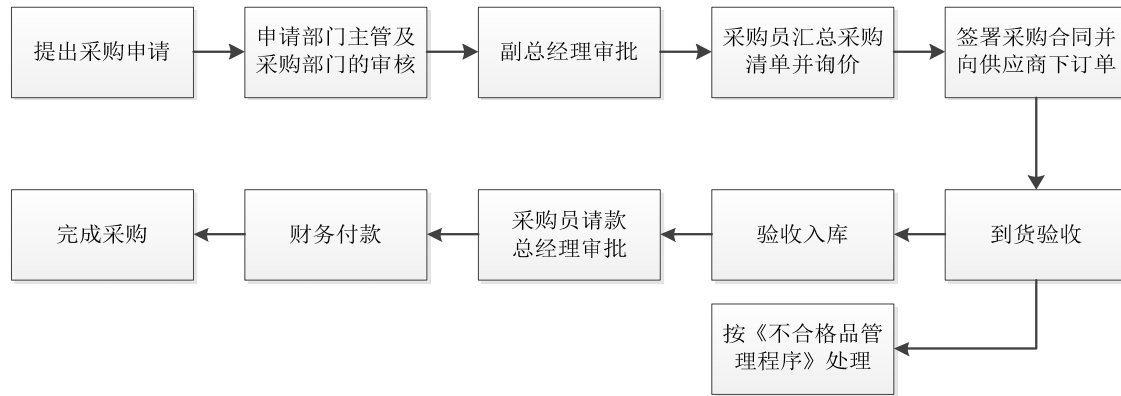 提出采购申请
申请部门主管及
采购部门的审核
副总经理审批
采购员汇总采购
清单并询价
签署采购合同并
向供应商下订单
完成采购
财务付款
采购员请款
总经理审批
验收入库
到货验收
按《不合格品管
理程序》处理